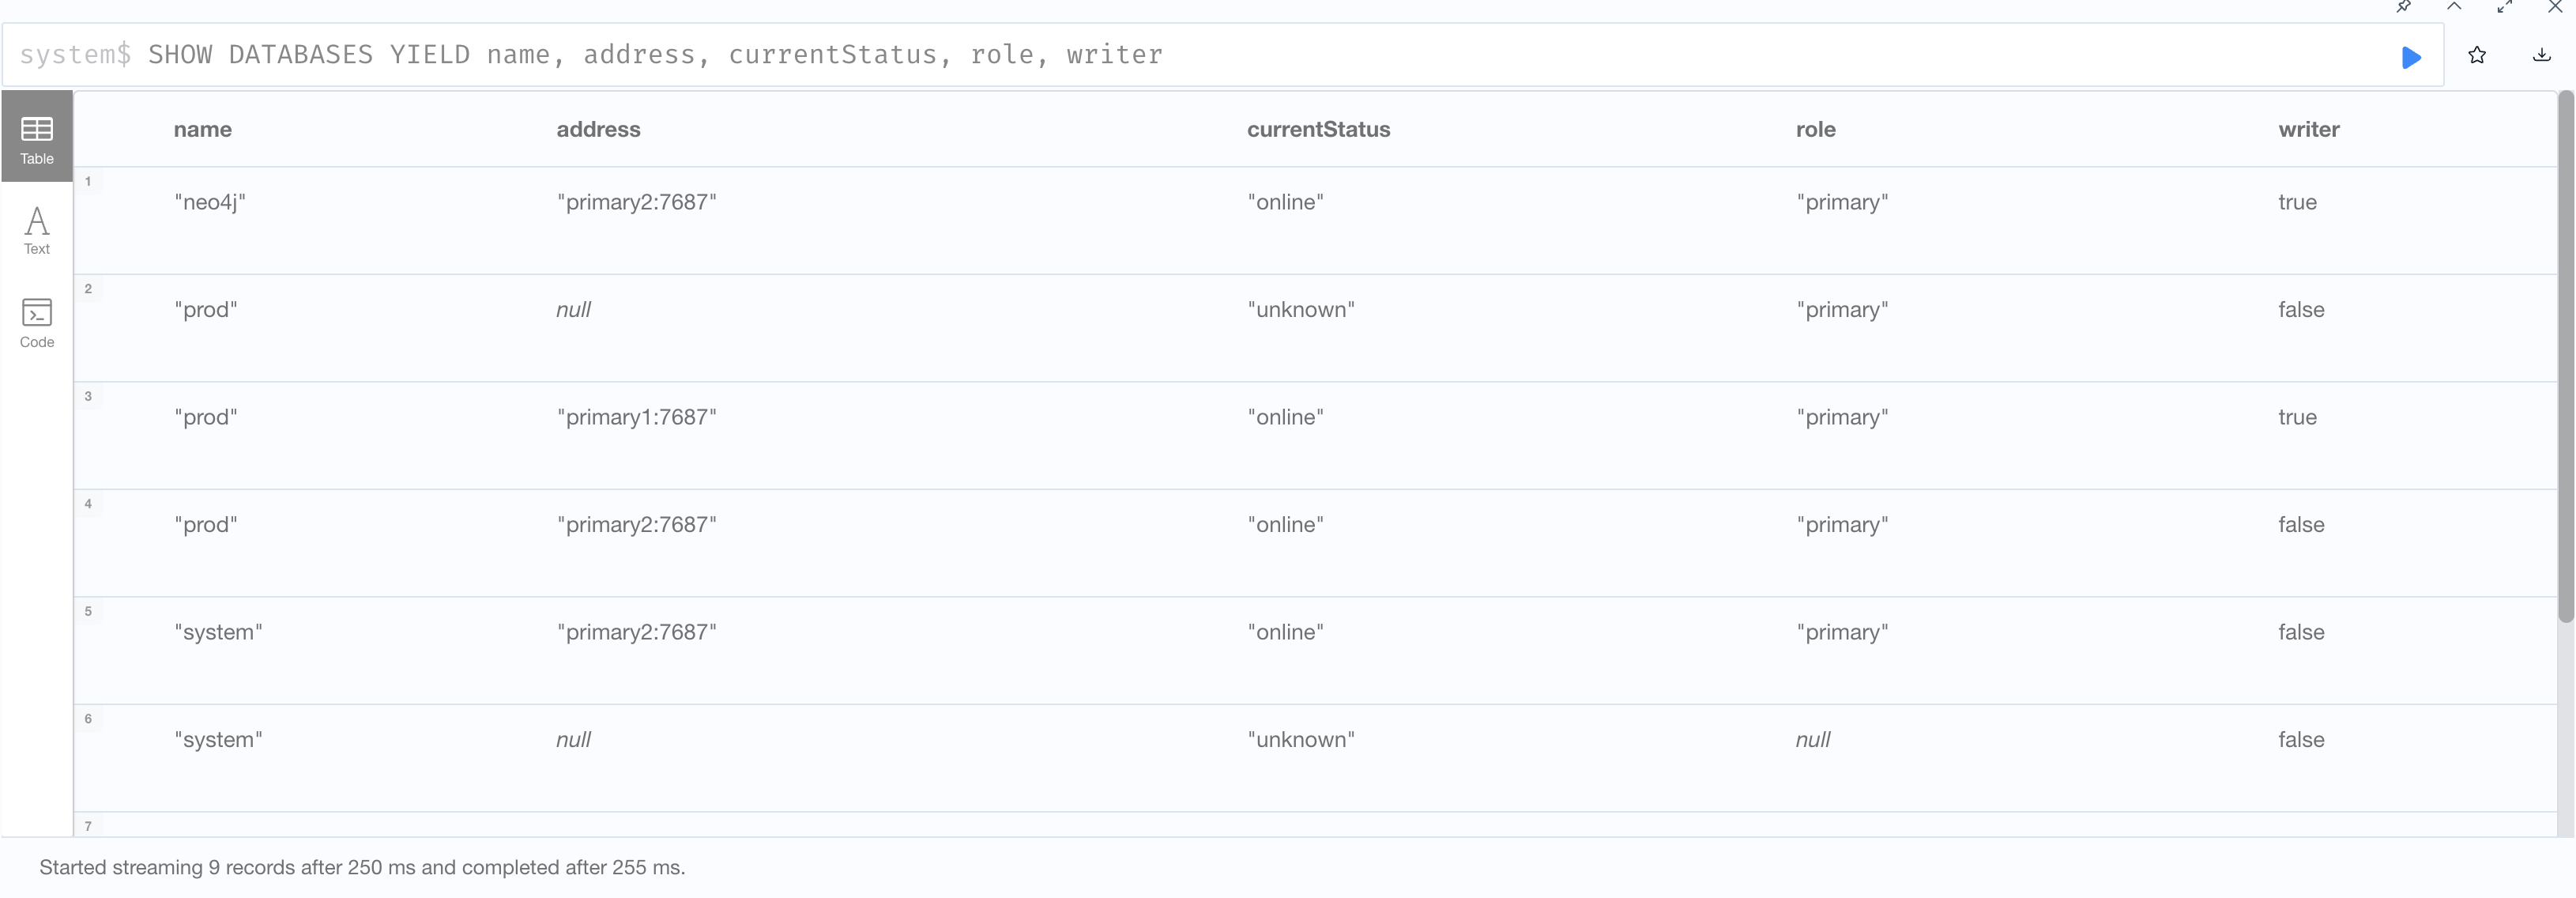 system$ SHOW DATABASES YIELD name, address, currentStatus, role, writer
Table
Text
Code
name address currentStatus role writer
1 "neo4j" "primary2:7687" "online" "primary" true
2 "prod" null "unknown" "primary" false
3 "prod" "primary1:7687" "online" "primary" true
4 "prod" "primary2:7687" "online" "primary" false
5 "system" "primary2:7687" "online" "primary" false
6 "system" null "unknown" null false
7
Started streaming 9 records after 250 ms and completed after 255 ms.